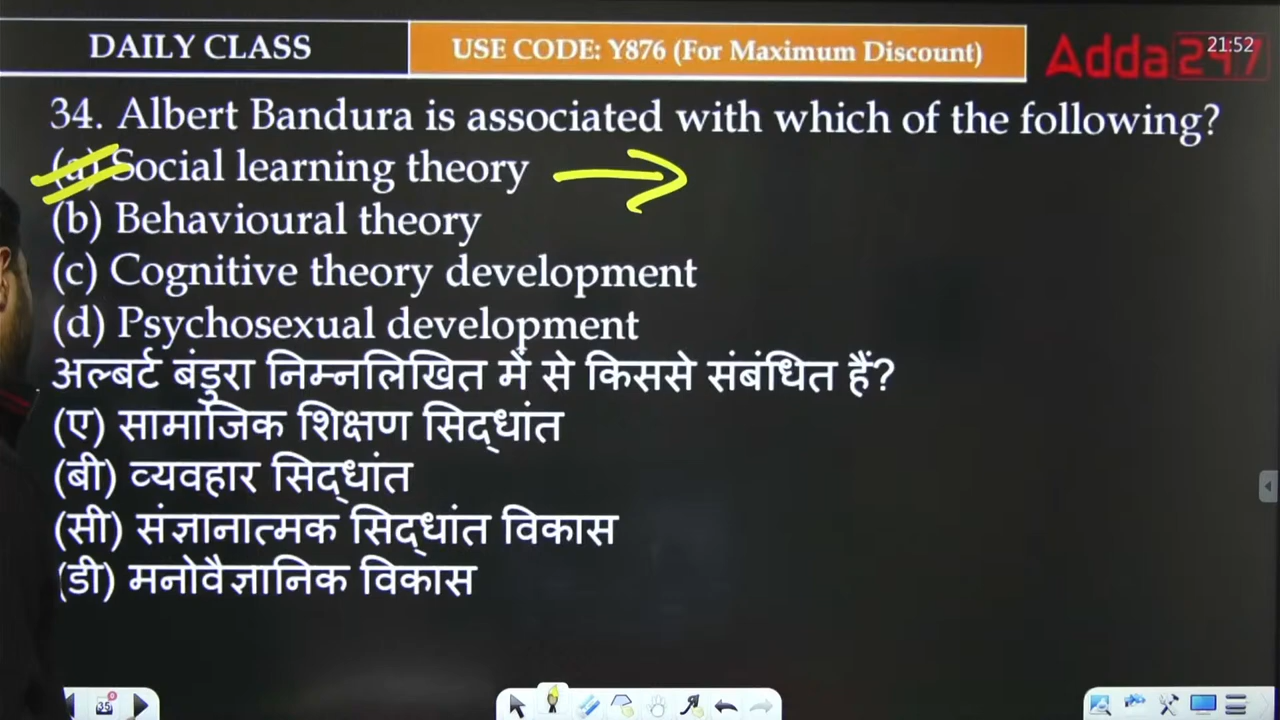 DAILY CLASS
USE CODE: Y876 (For Maximum Discount)
Adda247
21:52
34. Albert Bandura is associated with which of the following?
(a) Social learning theory
(b) Behavioural theory
(c) Cognitive theory development
(d) Psychosexual development
अल्बर्ट बंडुरा निम्नलिखित में से किससे संबंधित हैं?
(ए) सामाजिक शिक्षण सिद्धांत
(बी) व्यवहार सिद्धांत
(सी) संज्ञानात्मक सिद्धांत विकास
(डी) मनोवैज्ञानिक विकास
35